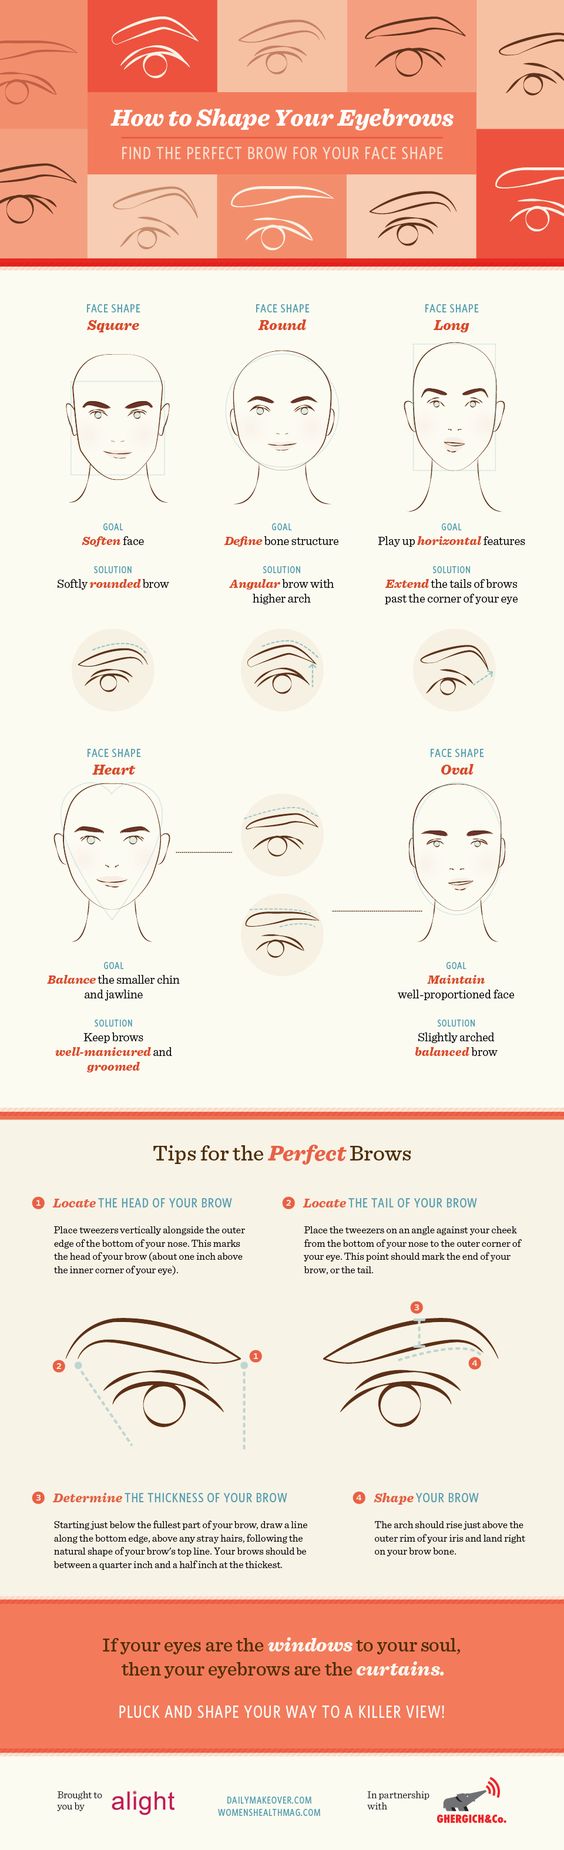 How to Shape Your Eyebrows
FIND THE PERFECT BROW FOR YOUR FACE SHAPE
FACE SHAPE
Square
GOAL
Soften face
SOLUTION
Softly rounded brow
FACE SHAPE
Round
GOAL
Define bone structure
SOLUTION
Angular brow with
higher arch
FACE SHAPE
Long
GOAL
Play up horizontal features
SOLUTION
Extend the tails of brows
past the corner of your eye
FACE SHAPE
Heart
GOAL
Balance the smaller chin
and jawline
SOLUTION
Keep brows
well-manicured and
groomed
FACE SHAPE
Oval
GOAL
Maintain
well-proportioned face
SOLUTION
Slightly arched
balanced brow
Tips for the Perfect Brows
1 Locate THE HEAD OF YOUR BROW
Place tweezers vertically alongside the outer
edge of the bottom of your nose. This marks
the head of your brow (about one inch above
the inner corner of your eye).
2 Locate THE TAIL OF YOUR BROW
Place the tweezers on an angle against your cheek
from the bottom of your nose to the outer corner of
your eye. This point should mark the end of your
brow, or the tail.
2
1
3
4
3 Determine THE THICKNESS OF YOUR BROW
Starting just below the fullest part of your brow, draw a line
along the bottom edge, above any stray hairs, following the
natural shape of your brow's top line. Your brows should be
between a quarter inch and a half inch at the thickest.
4 Shape YOUR BROW
The arch should rise just above the
outer rim of your iris and land right
on your brow bone.
If your eyes are the windows to your soul,
then your eyebrows are the curtains.
PLUCK AND SHAPE YOUR WAY TO A KILLER VIEW!
Brought to
you by
alight
DAILYMAKEOVER.COM
WOMENSHEALTHMAG.COM
In partnership
with
GHERGICH&Co.